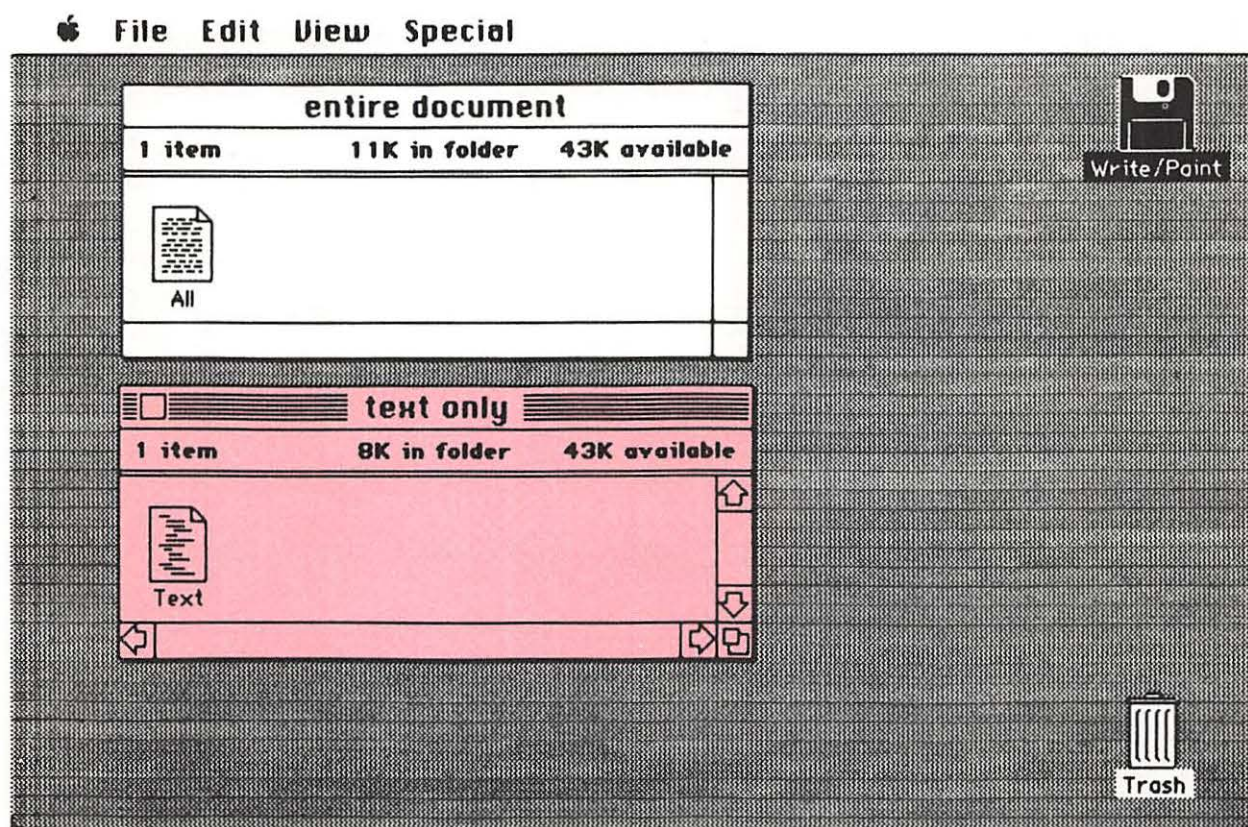 File Edit View Special
entire document
1 item 11K in folder 43K available
All
Write/Paint
text only
1 item 8K in folder 43K available
Text
Trash